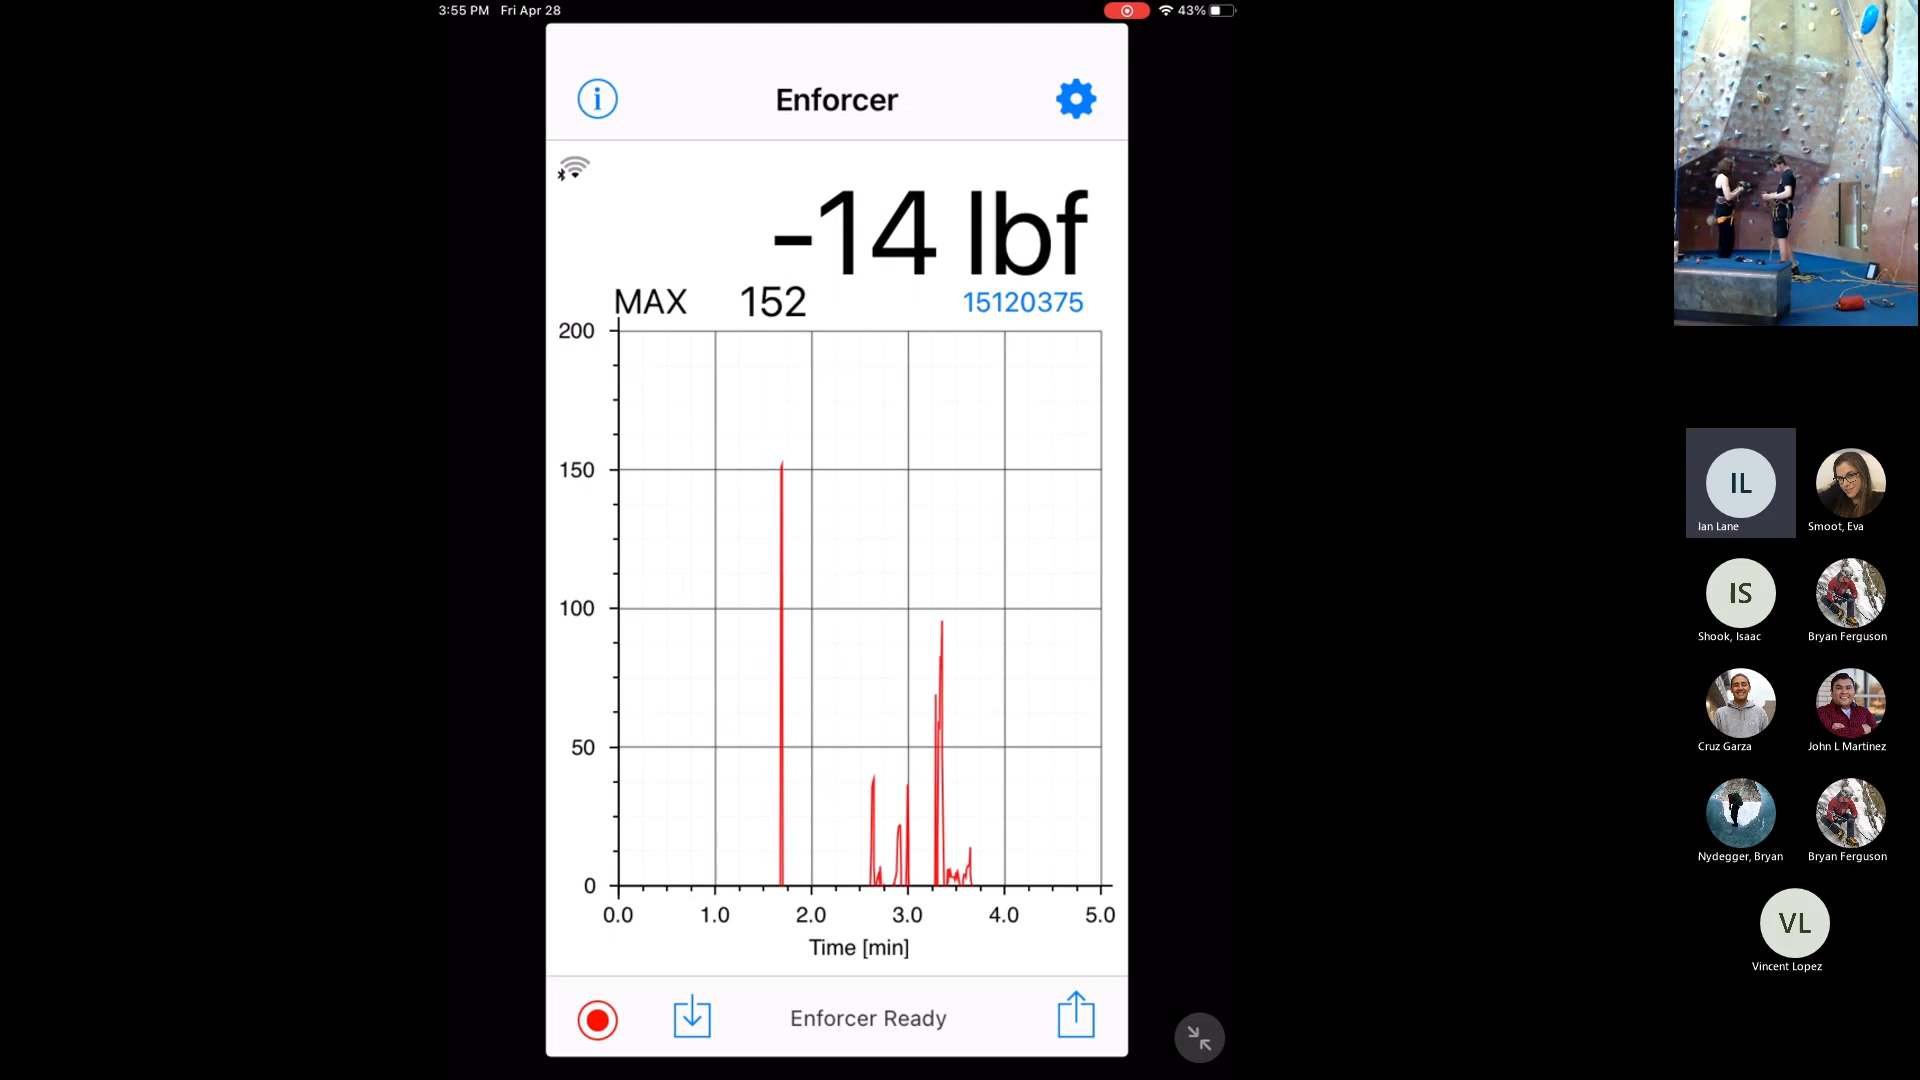 3:55 PM Fri Apr 28
43%
i
Enforcer
-14 lbf
MAX 152
15120375
200
150
100
50
0
0.0 1.0 2.0 3.0 4.0 5.0
Time [min]
Enforcer Ready
IL
Ian Lane
Smoot, Eva
IS
Shook, Isaac
Bryan Ferguson
Cruz Garza
John L Martinez
Nydegger, Bryan
Bryan Ferguson
VL
Vincent Lopez